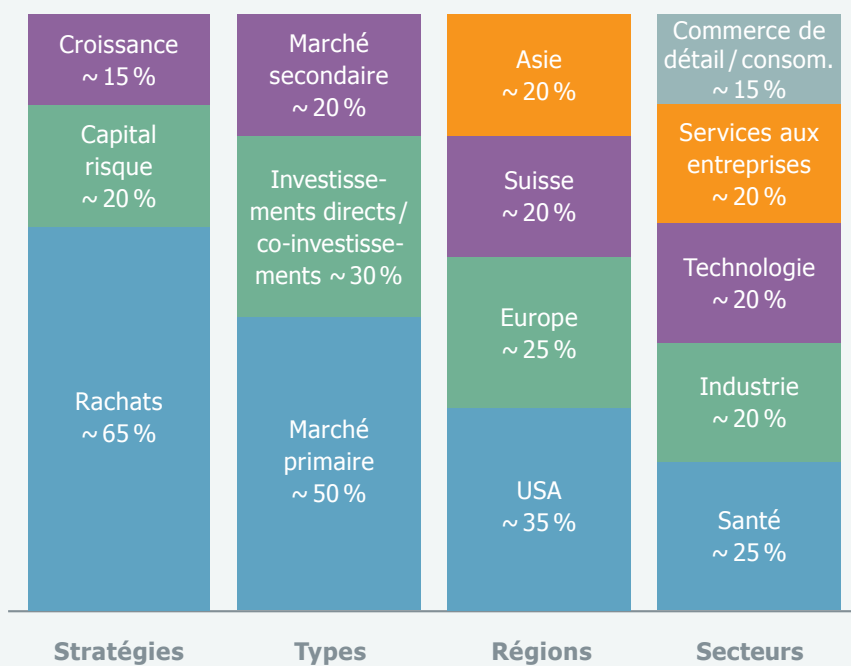 Croissance
~ 15 %
Capital
risque
~ 20 %
Rachats
~ 65 %
Stratégies
Marché
secondaire
~ 20 %
Investisse-
ments directs /
co-investisse-
ments ~ 30 %
Marché
primaire
~ 50 %
Types
Asie
~ 20 %
Suisse
~ 20 %
Europe
~ 25 %
USA
~ 35 %
Régions
Commerce de
détail / consom.
~ 15 %
Services aux
entreprises
~ 20 %
Technologie
~ 20 %
Industrie
~ 20 %
Santé
~ 25 %
Secteurs